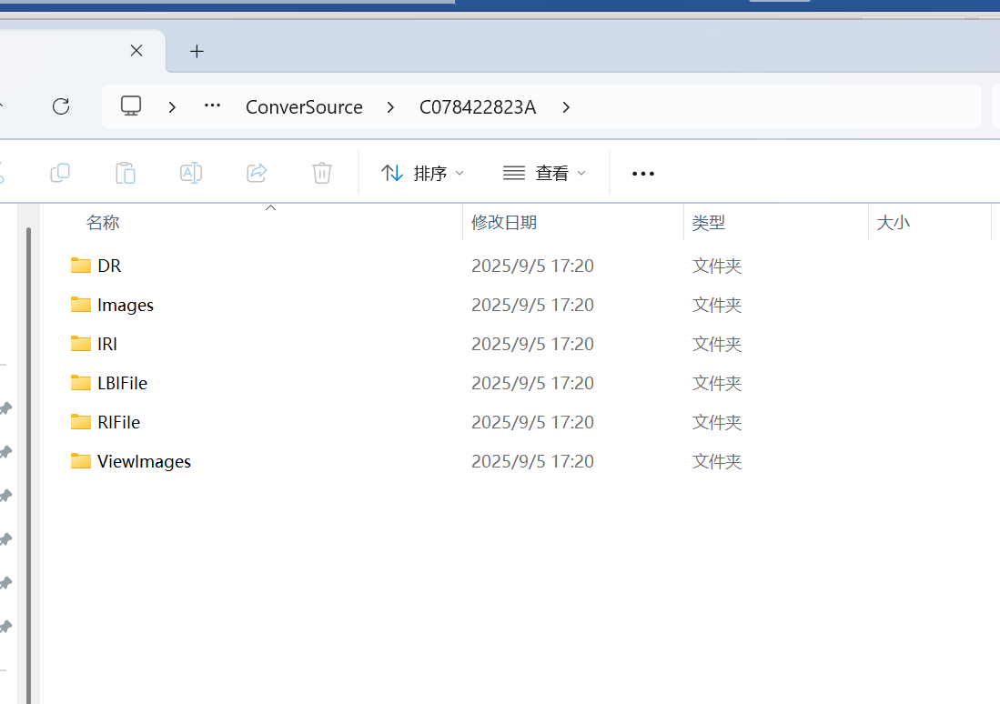 ConverSource C078422823A
排序 查看
名称 修改日期 类型 大小
DR 2025/9/5 17:20 文件夹
Images 2025/9/5 17:20 文件夹
IRI 2025/9/5 17:20 文件夹
LBIFile 2025/9/5 17:20 文件夹
RIFile 2025/9/5 17:20 文件夹
ViewImages 2025/9/5 17:20 文件夹